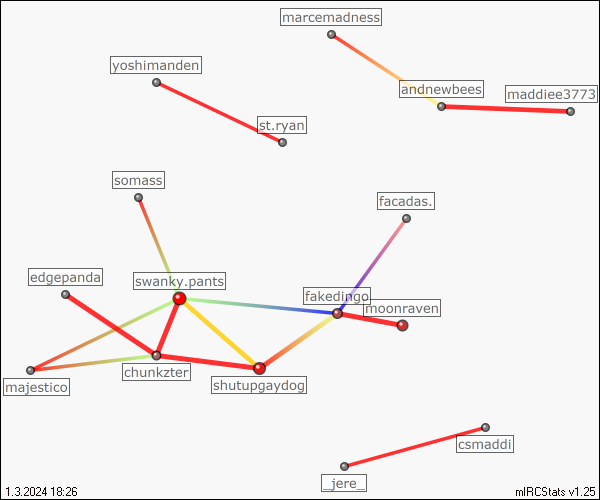 marcemadness
yoshimanden
andnewbees
maddiee3773
st.ryan
somass
facadas.
edgepanda
swanky.pants
fakedingo
moonraven
majestico
chunkzter
shutupgaydog
csmaddi
_jere_
1.3.2024 18:26
mIRCStats v1.25